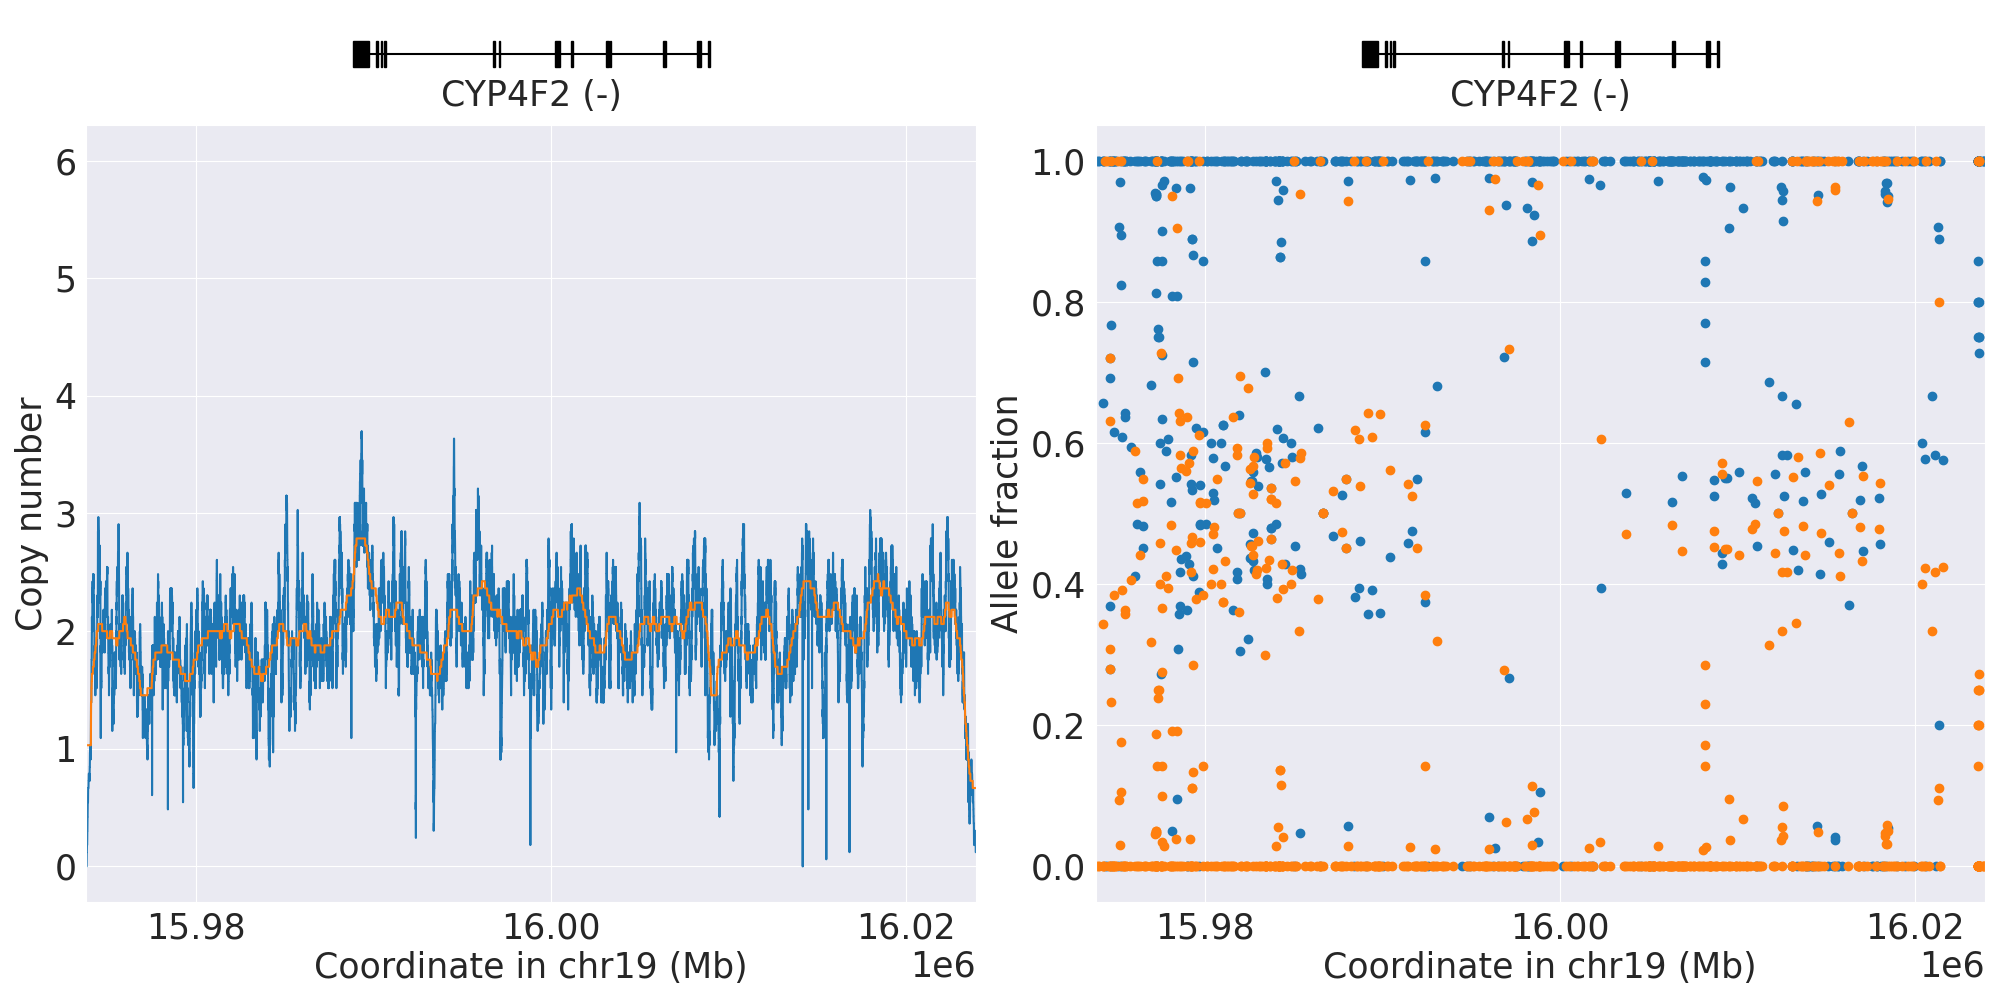 CYP4F2 (-)
6
5
4
3
2
1
0
Copy number
15.98
16.00
16.02
Coordinate in chr19 (Mb)
1e6
CYP4F2 (-)
1.0
0.8
0.6
0.4
0.2
0.0
Allele fraction
15.98
16.00
16.02
Coordinate in chr19 (Mb)
1e6